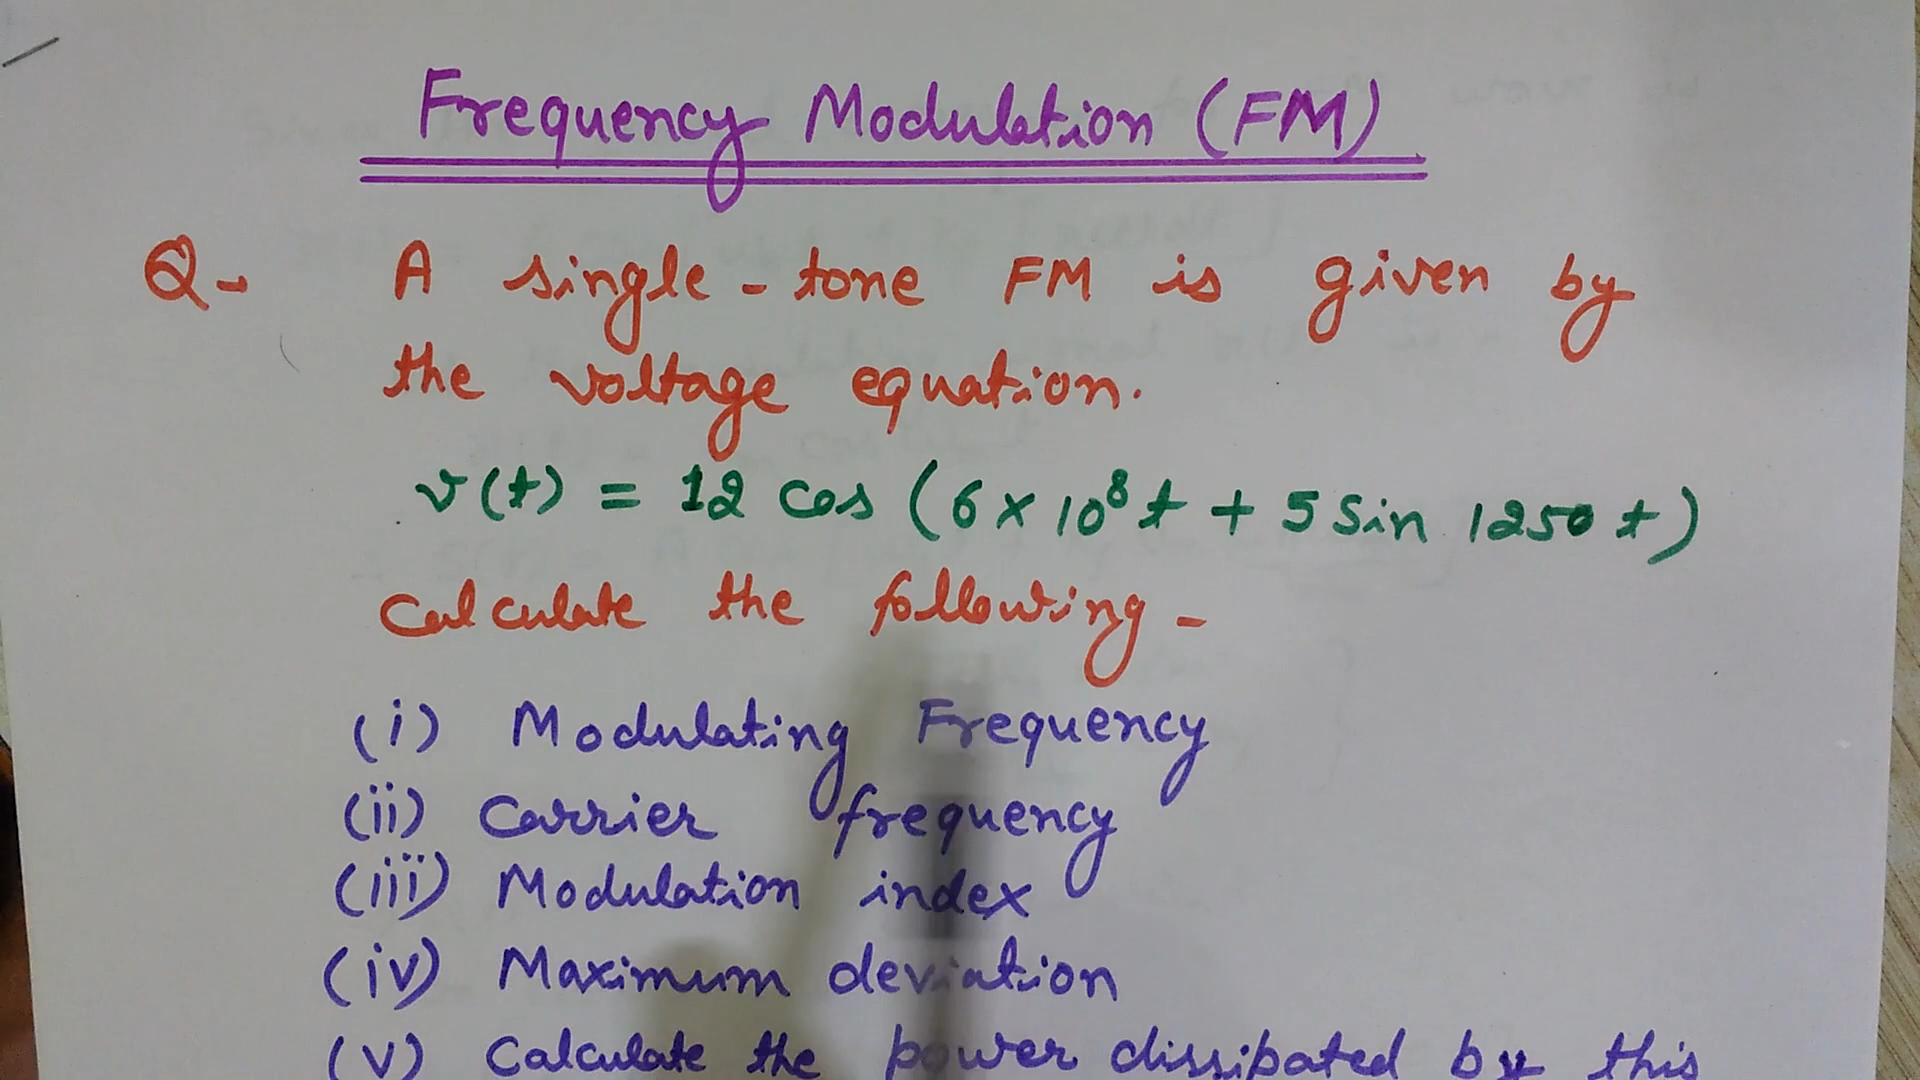 Frequency Modulation (FM)
Q- A single-tone FM is given by
the voltage equation.
v(t) = 12 cos (6 × 10⁸ t + 5 Sin 1250 t)
Calculate the following -
(i) Modulating Frequency
(ii) Carrier frequency
(iii) Modulation index
(iv) Maximum deviation
(v) Calculate the power dissipated by this